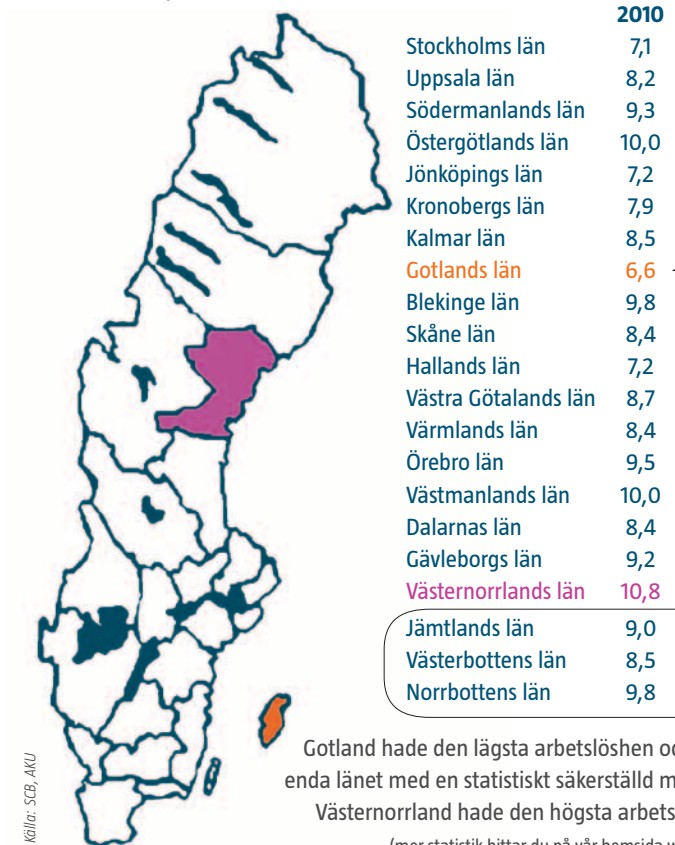 2010
Stockholms län 7,1
Uppsala län 8,2
Södermanlands län 9,3
Östergötlands län 10,0
Jönköpings län 7,2
Kronobergs län 7,9
Kalmar län 8,5
Gotlands län 6,6
Blekinge län 9,8
Skåne län 8,4
Hallands län 7,2
Västra Götalands län 8,7
Värmlands län 8,4
Örebro län 9,5
Västmanlands län 10,0
Dalarnas län 8,4
Gävleborgs län 9,2
Västernorrlands län 10,8
Jämtlands län 9,0
Västerbottens län 8,5
Norrbottens län 9,8
Gotland hade den lägsta arbetslöshen oc
enda länet med en statistiskt säkerställd m
Västernorrland hade den högsta arbets
Källa: SCB, AKU